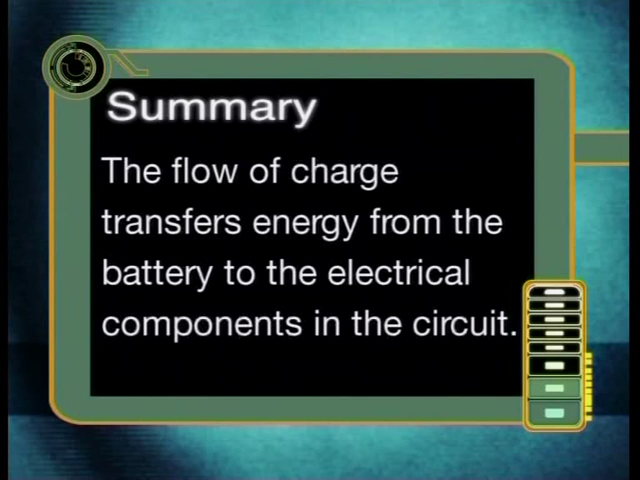 Summary
The flow of charge
transfers energy from the
battery to the electrical
components in the circuit.